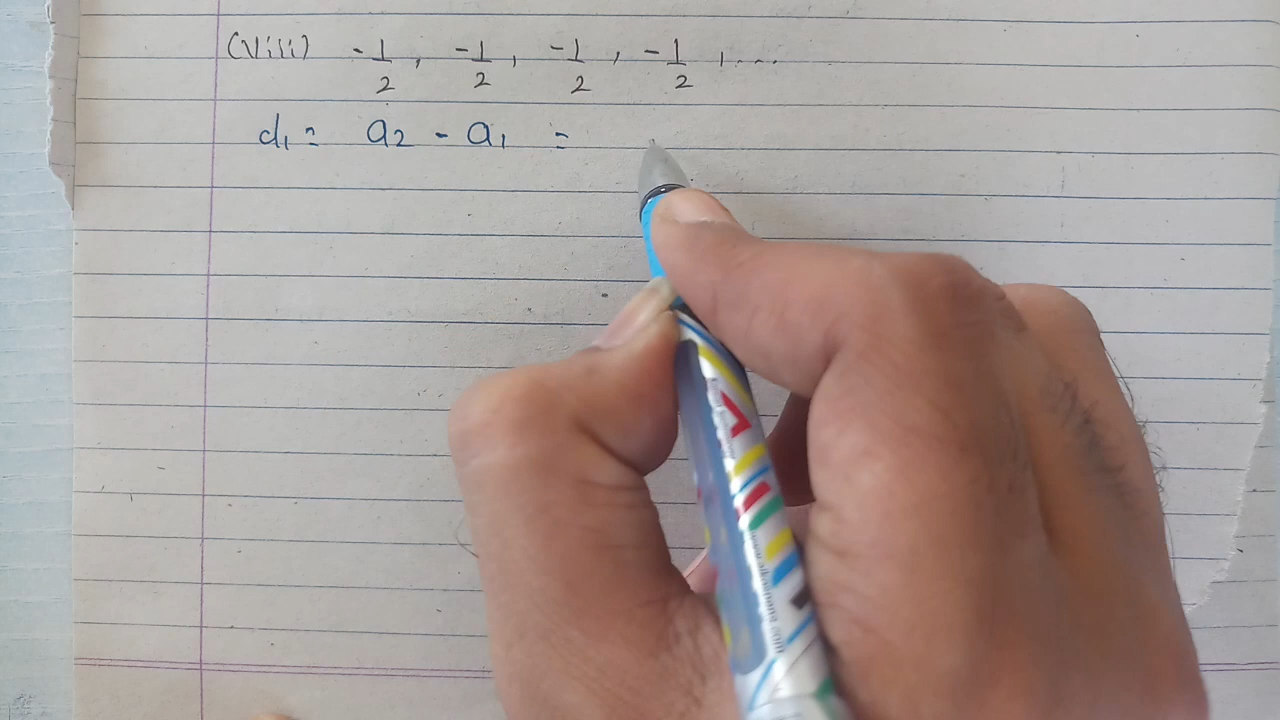 (viii) -1/2, -1/2, -1/2, -1/2, ...
d₁ = a₂ - a₁ =